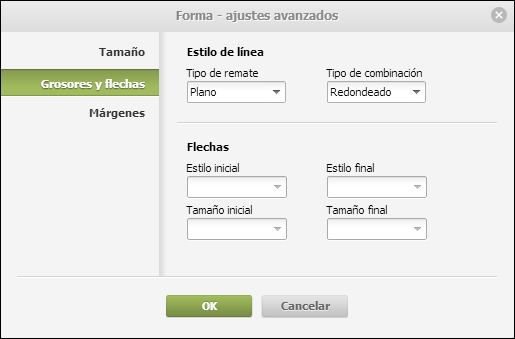 Forma - ajustes avanzados
Tamaño
Grosores y flechas
Márgenes
Estilo de línea
Tipo de remate
Tipo de combinación
Plano
Redondeado
Flechas
Estilo inicial
Estilo final
Tamaño inicial
Tamaño final
OK
Cancelar